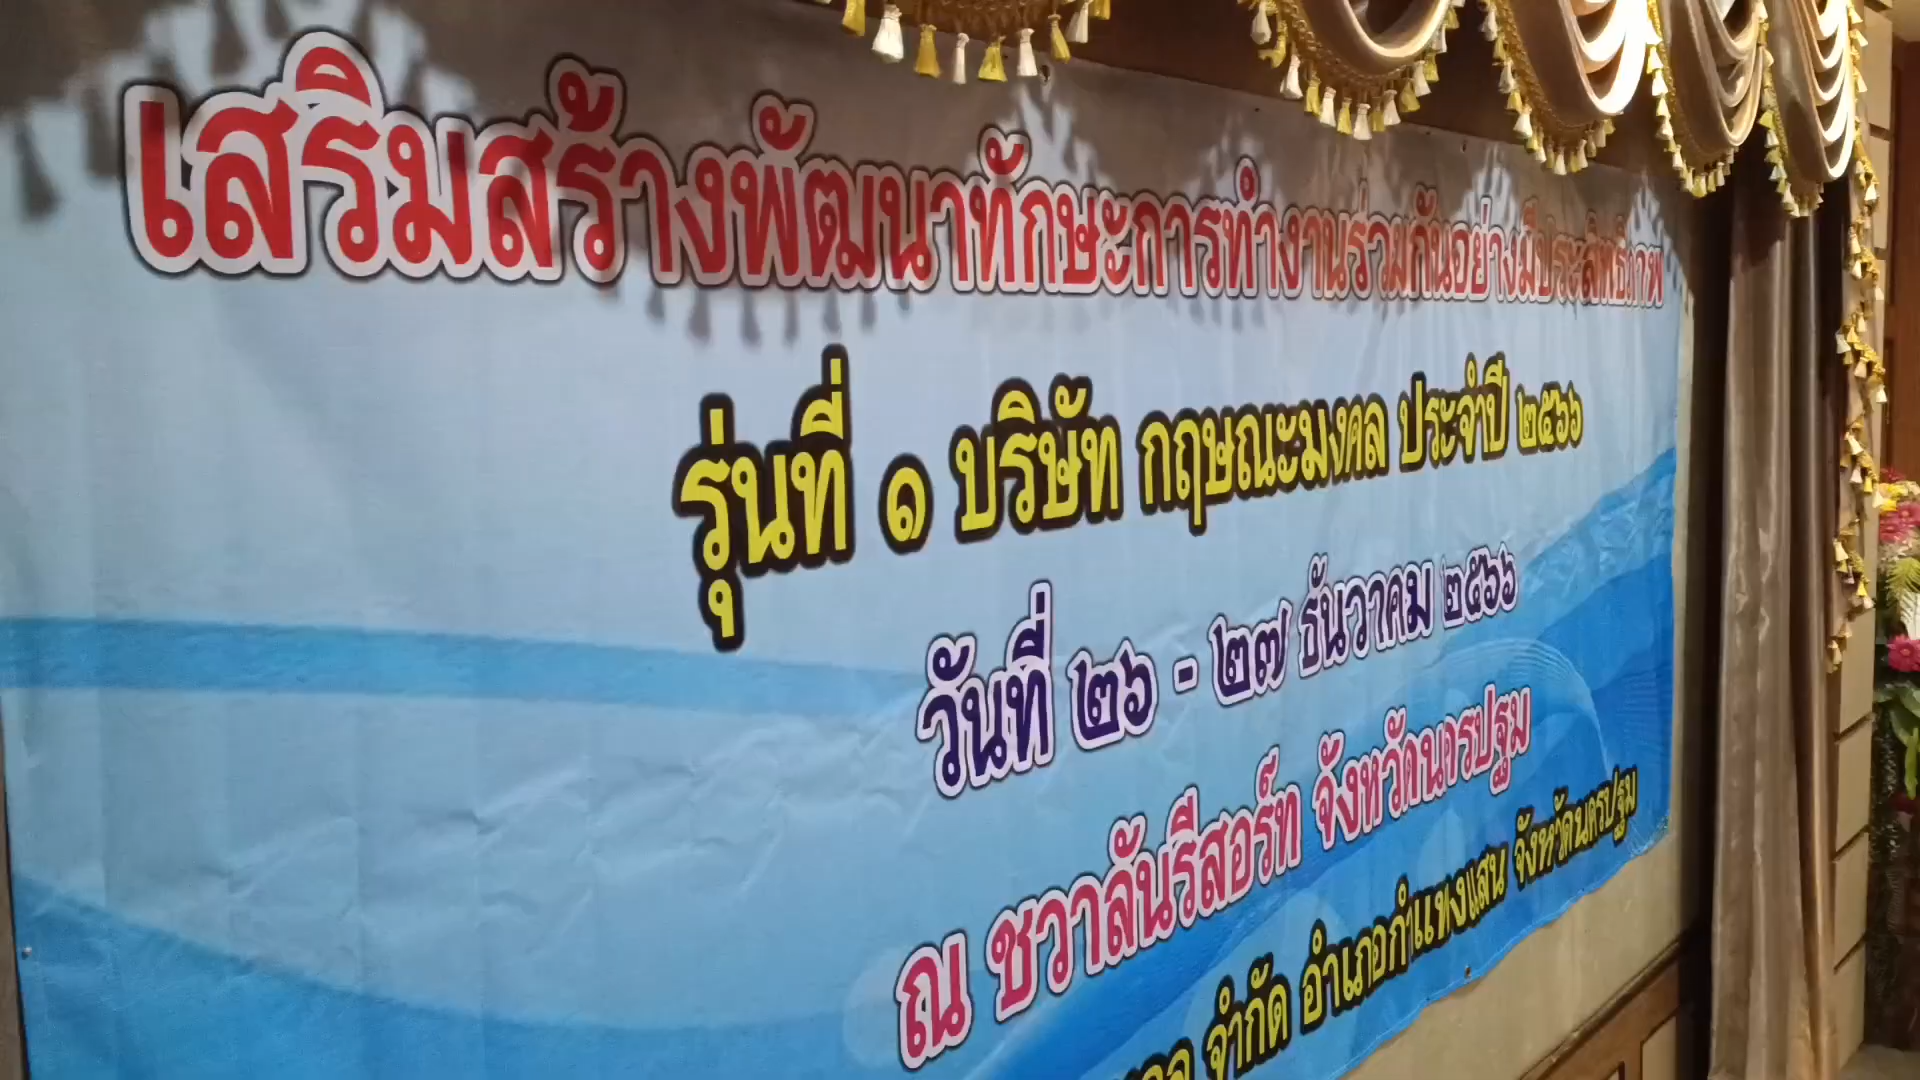 เสริมสร้างพัฒนาทักษะการทำงานร่วมกันอย่างมีประสิทธิภาพ
รุ่นที่ ๑ บริษัท กฤษณะมงคล ประจำปี ๒๕๖๖
วันที่ ๒๖ - ๒๗ ธันวาคม ๒๕๖๖
ณ ชวาลันรีสอร์ท จังหวัดนครปฐม
จำกัด อำเภอกำแพงแสน จังหวัดนครปฐม